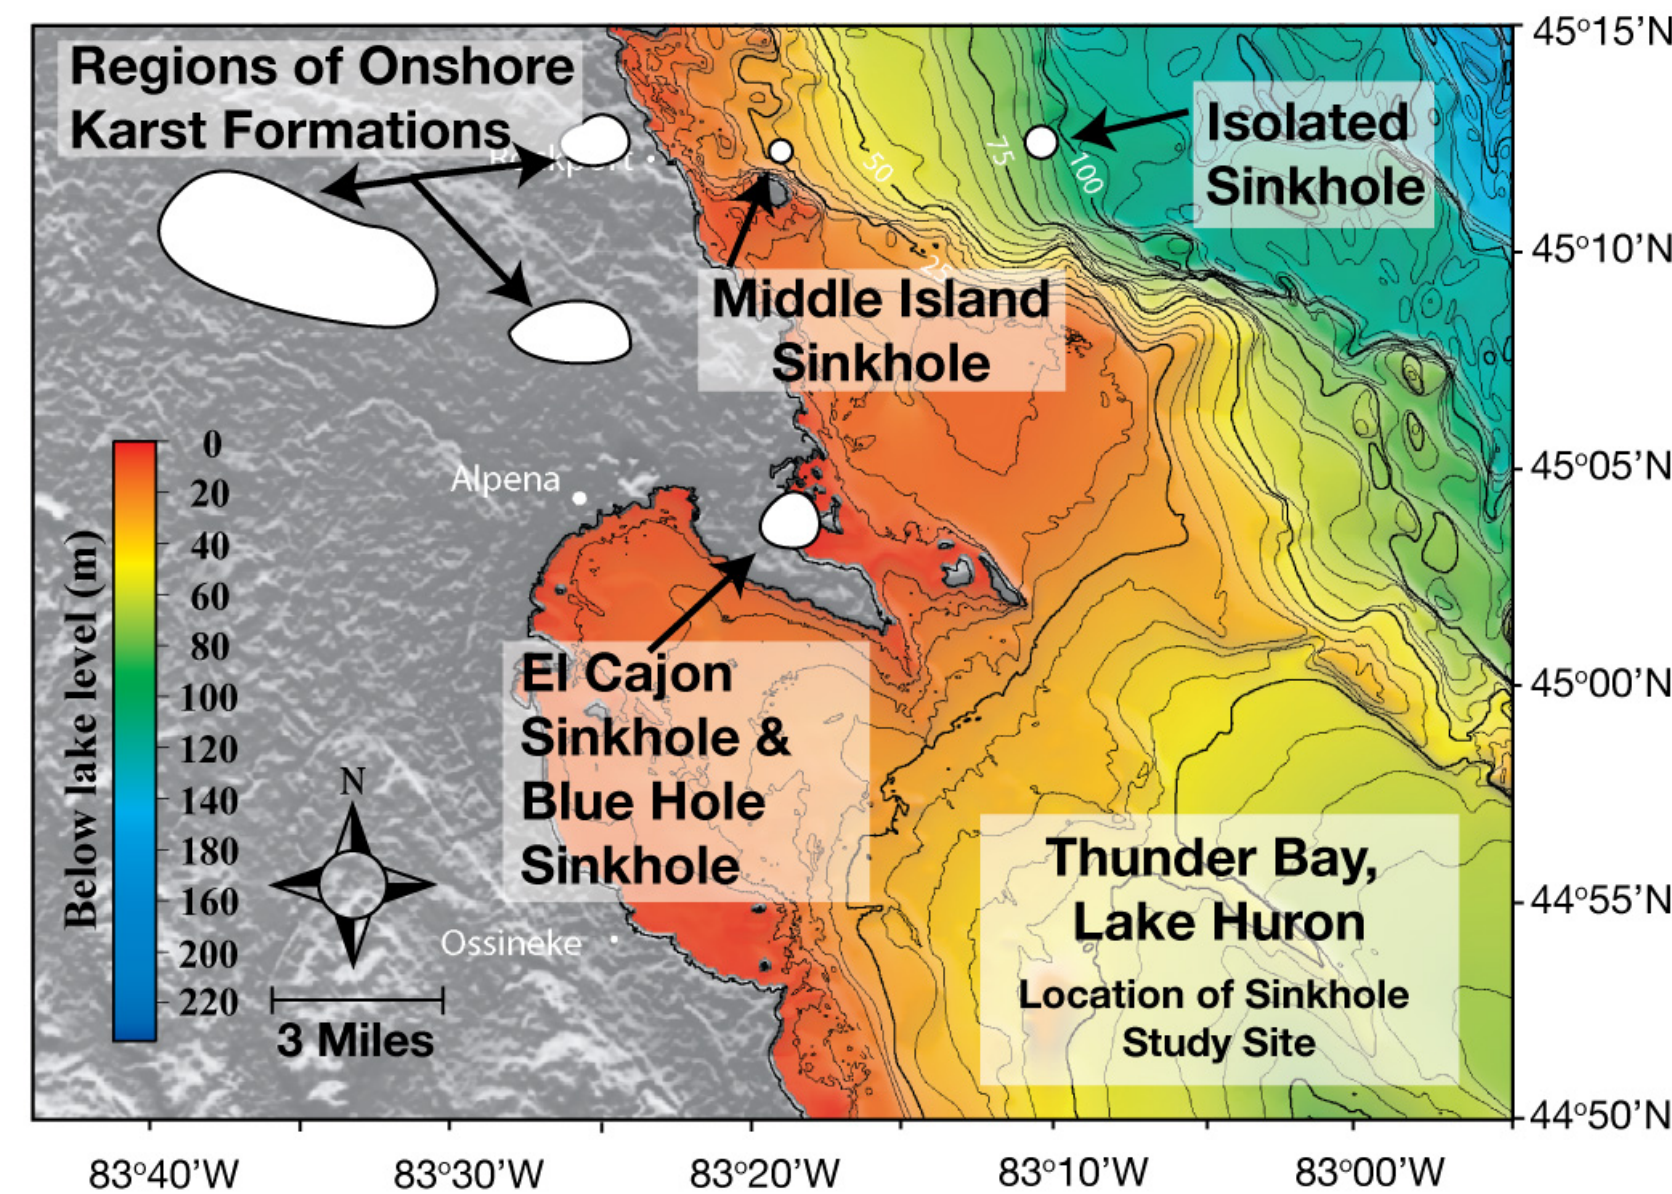 Regions of Onshore
Karst Formations
Rockport
Isolated
Sinkhole
50
75
100
25
Middle Island
Sinkhole
Alpena
El Cajon
Sinkhole &
Blue Hole
Sinkhole
Ossineke
Thunder Bay,
Lake Huron
Location of Sinkhole
Study Site
Below lake level (m)
0
20
40
60
80
100
120
140
180
160
200
220
N
3 Miles
45°15'N
45°10'N
45°05'N
45°00'N
44°55'N
44°50'N
83°40'W
83°30'W
83°20'W
83°10'W
83°00'W